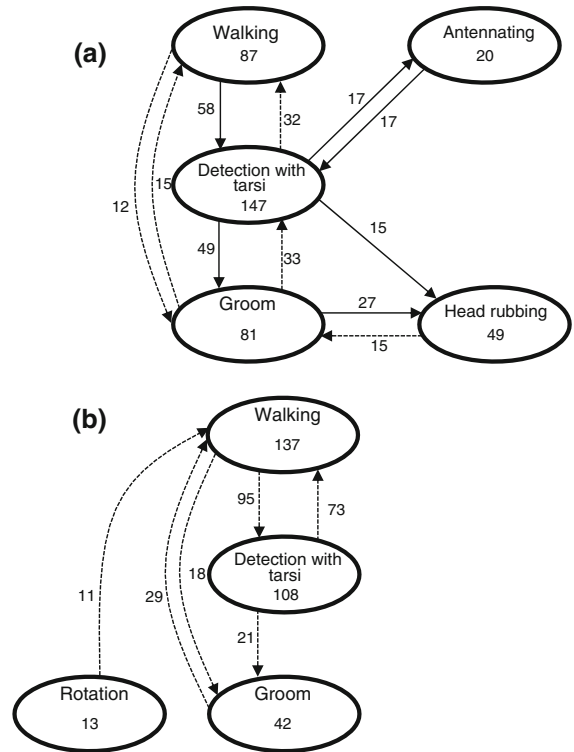 (a)
Walking
87
Antennating
20
58
32
17
17
12
15
Detection with
tarsi
147
15
49
33
Groom
81
27
15
Head rubbing
49
(b)
Walking
137
95
73
11
29
18
Detection with
tarsi
108
21
Rotation
13
Groom
42